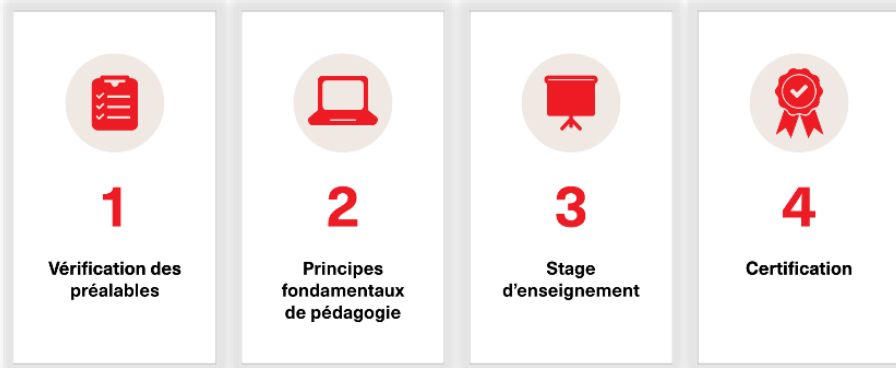 1
Vérification des
préalables
2
Principes
fondamentaux
de pédagogie
3
Stage
d’enseignement
4
Certification